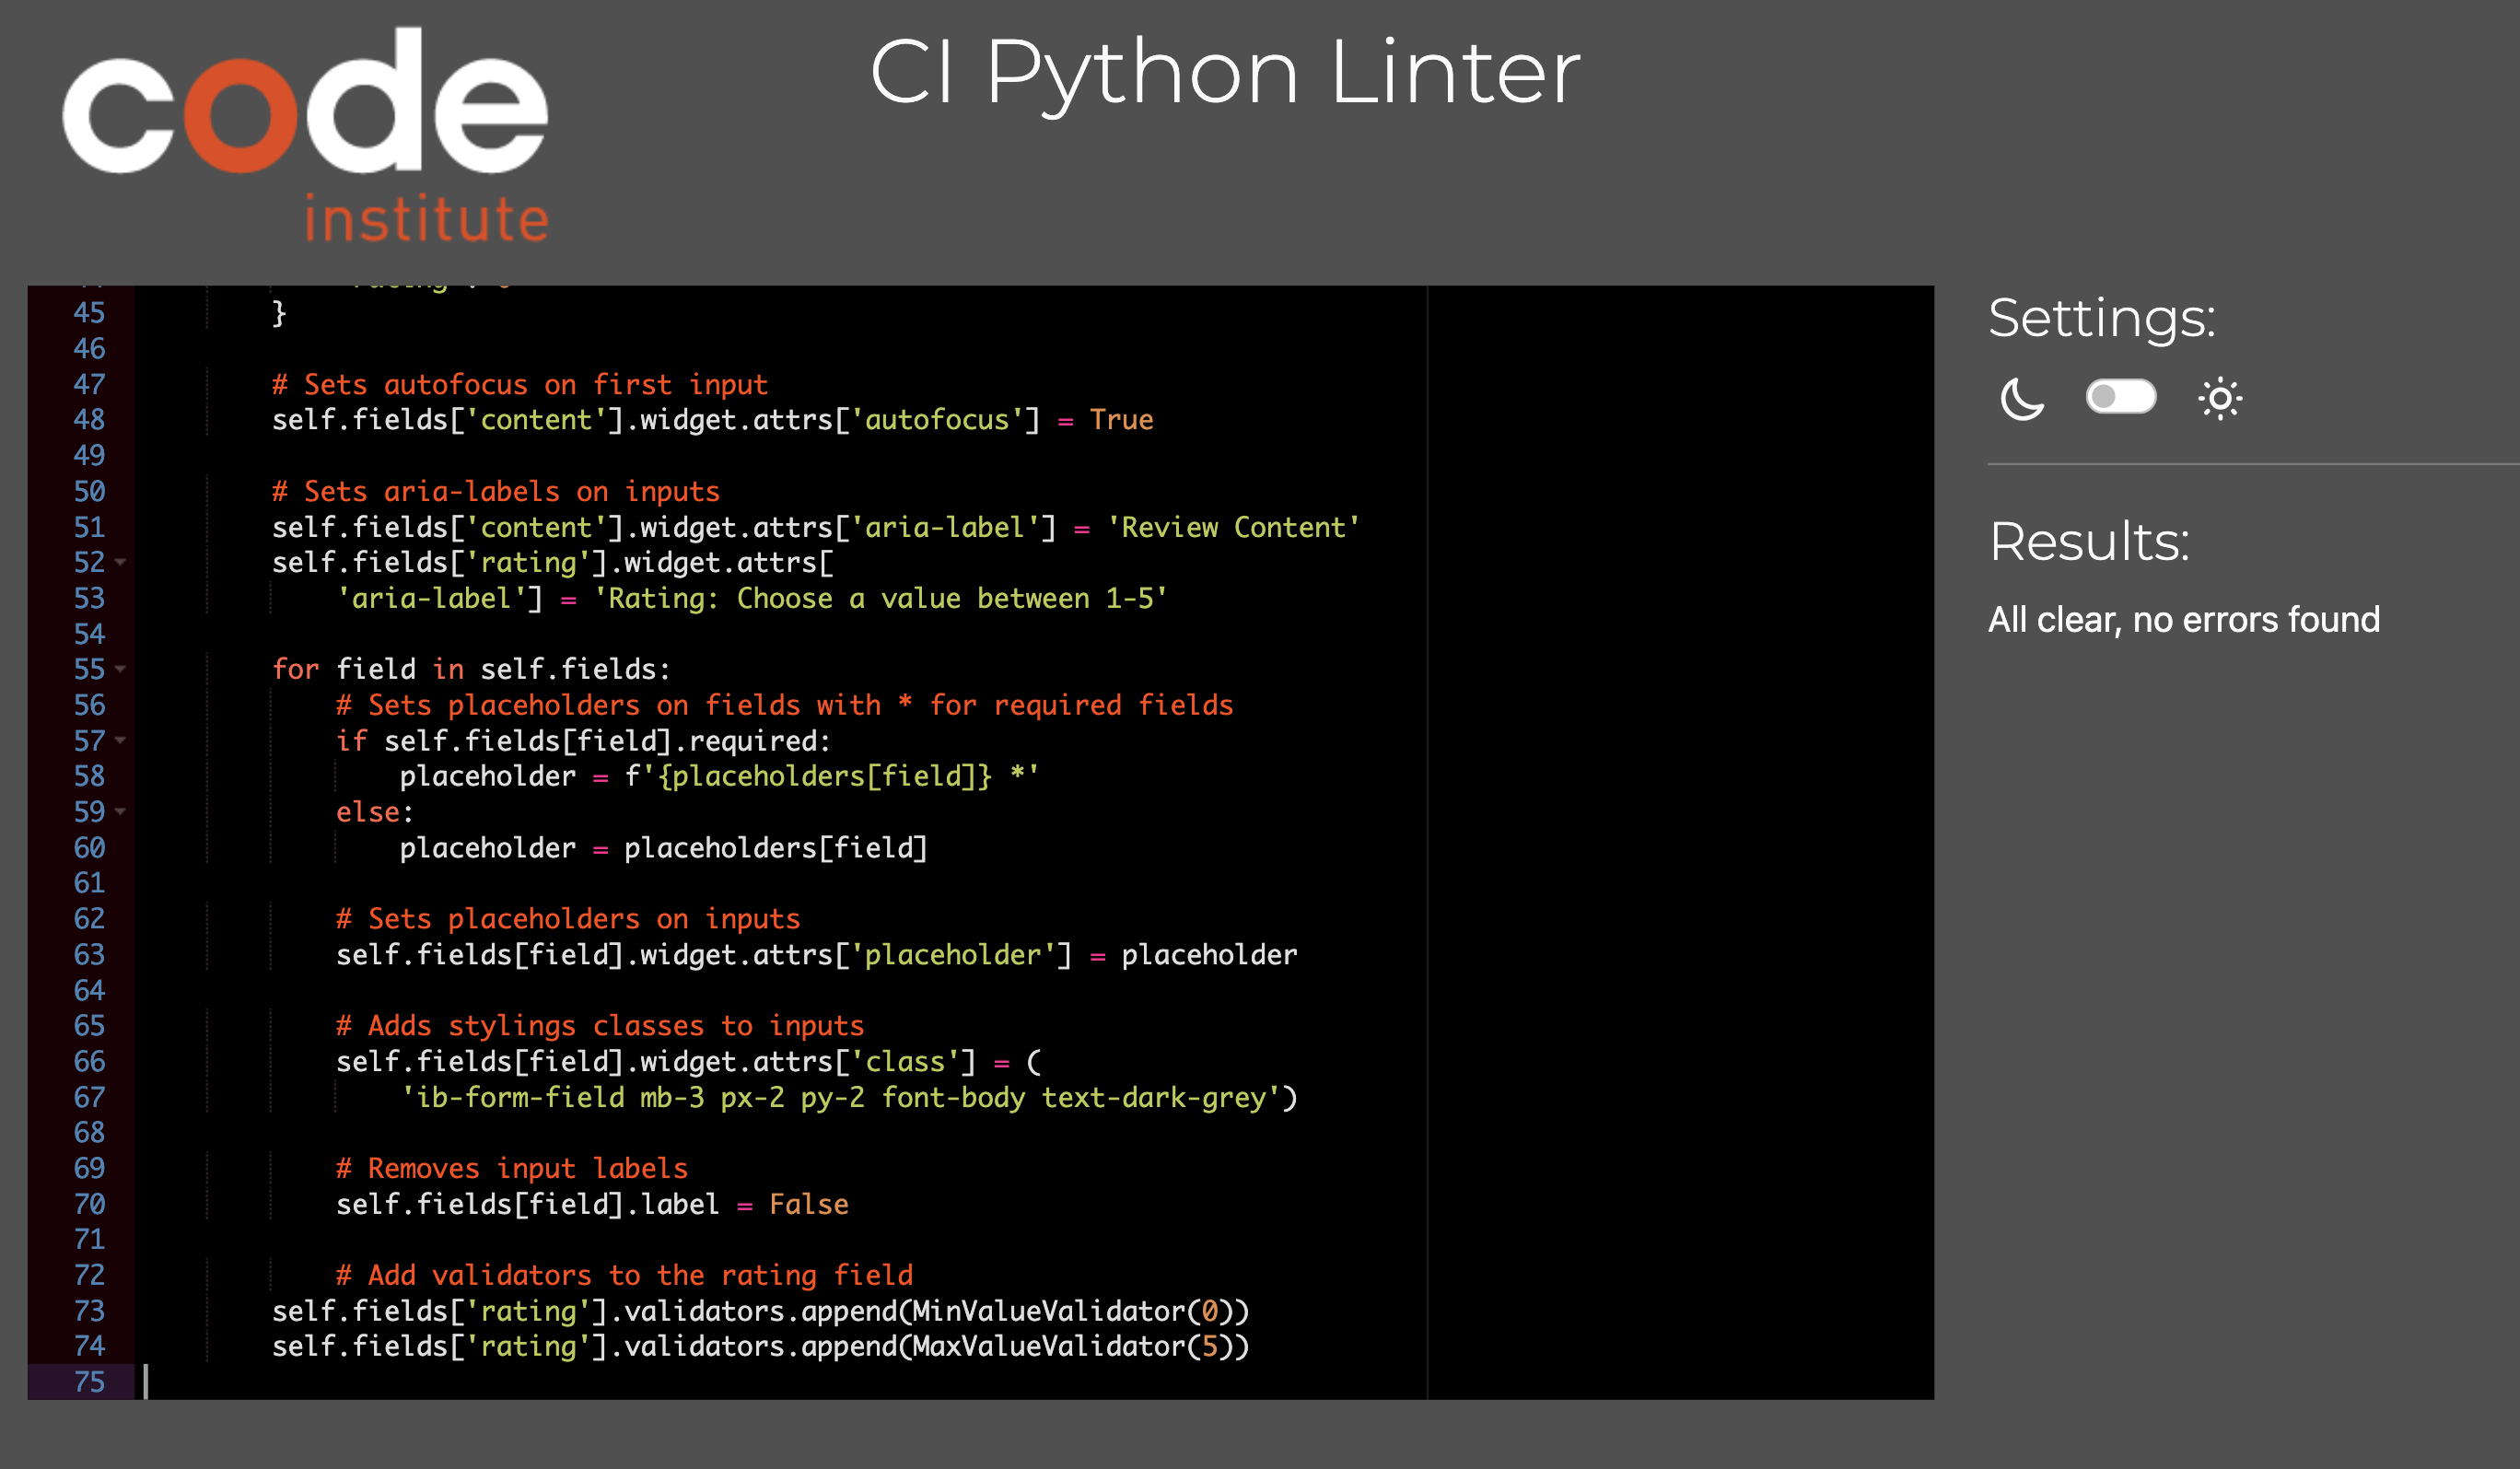 code
institute
CI Python Linter
45 }
46
47 # Sets autofocus on first input
48 self.fields['content'].widget.attrs['autofocus'] = True
49
50 # Sets aria-labels on inputs
51 self.fields['content'].widget.attrs['aria-label'] = 'Review Content'
52 self.fields['rating'].widget.attrs[
53 'aria-label'] = 'Rating: Choose a value between 1-5'
54
55 for field in self.fields:
56 # Sets placeholders on fields with * for required fields
57 if self.fields[field].required:
58 placeholder = f'{placeholders[field]} *'
59 else:
60 placeholder = placeholders[field]
61
62 # Sets placeholders on inputs
63 self.fields[field].widget.attrs['placeholder'] = placeholder
64
65 # Adds stylings classes to inputs
66 self.fields[field].widget.attrs['class'] = (
67 'ib-form-field mb-3 px-2 py-2 font-body text-dark-grey')
68
69 # Removes input labels
70 self.fields[field].label = False
71
72 # Add validators to the rating field
73 self.fields['rating'].validators.append(MinValueValidator(0))
74 self.fields['rating'].validators.append(MaxValueValidator(5))
75
Settings:
Results:
All clear, no errors found